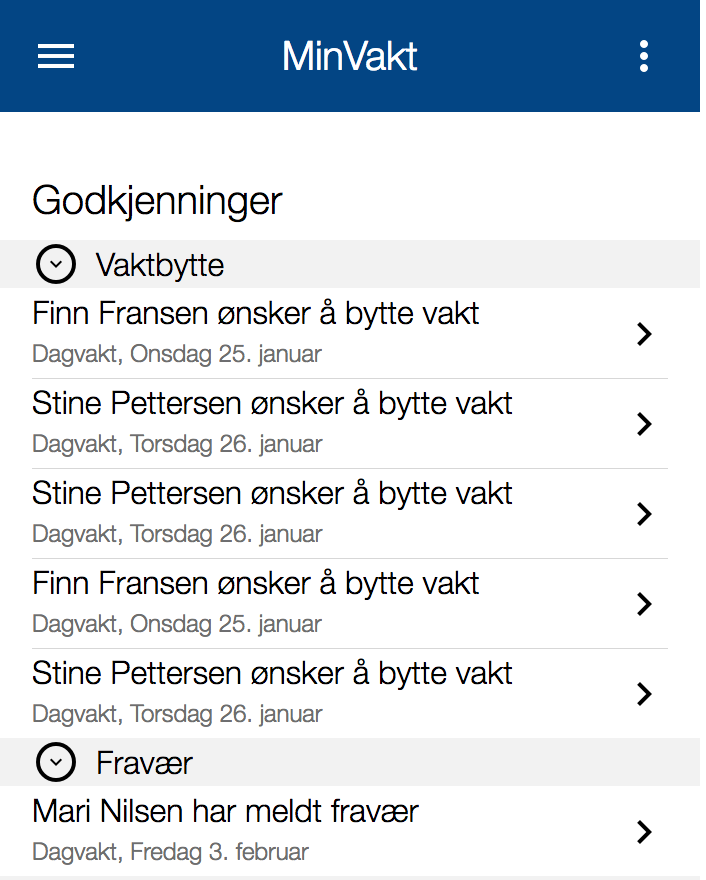 MinVakt
Godkjenninger
Vaktbytte
Finn Fransen ønsker å bytte vakt
Dagvakt, Onsdag 25. januar
Stine Pettersen ønsker å bytte vakt
Dagvakt, Torsdag 26. januar
Stine Pettersen ønsker å bytte vakt
Dagvakt, Torsdag 26. januar
Finn Fransen ønsker å bytte vakt
Dagvakt, Onsdag 25. januar
Stine Pettersen ønsker å bytte vakt
Dagvakt, Torsdag 26. januar
Fravær
Mari Nilsen har meldt fravær
Dagvakt, Fredag 3. februar